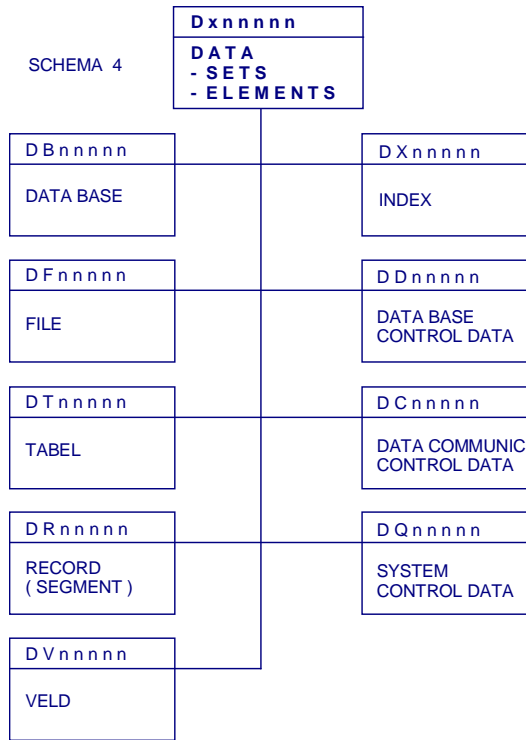 Dxnnnnn
SCHEMA 4
DATA
- SETS
- ELEMENTS
DBnnnnn
DATA BASE
DXnnnnn
INDEX
DFnnnnn
FILE
DDnnnnn
DATA BASE
CONTROL DATA
DTnnnnn
TABEL
DCnnnnn
DATA COMMUNIC
CONTROL DATA
DRnnnnn
RECORD
( SEGMENT )
DQnnnnn
SYSTEM
CONTROL DATA
DVnnnnn
VELD